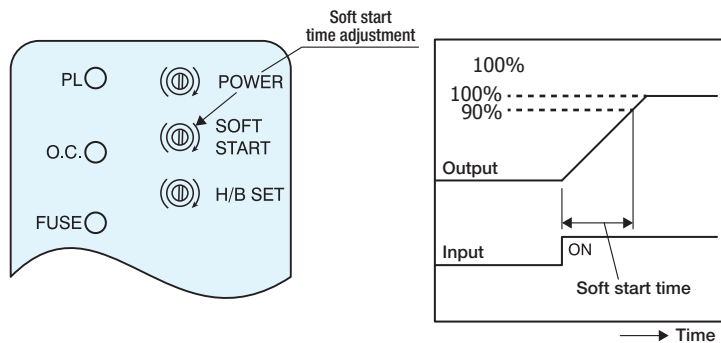 Soft start
time adjustment
PL
POWER
O.C.
SOFT
START
H/B SET
FUSE
100%
100%
90%
Output
Input
ON
Soft start time
Time